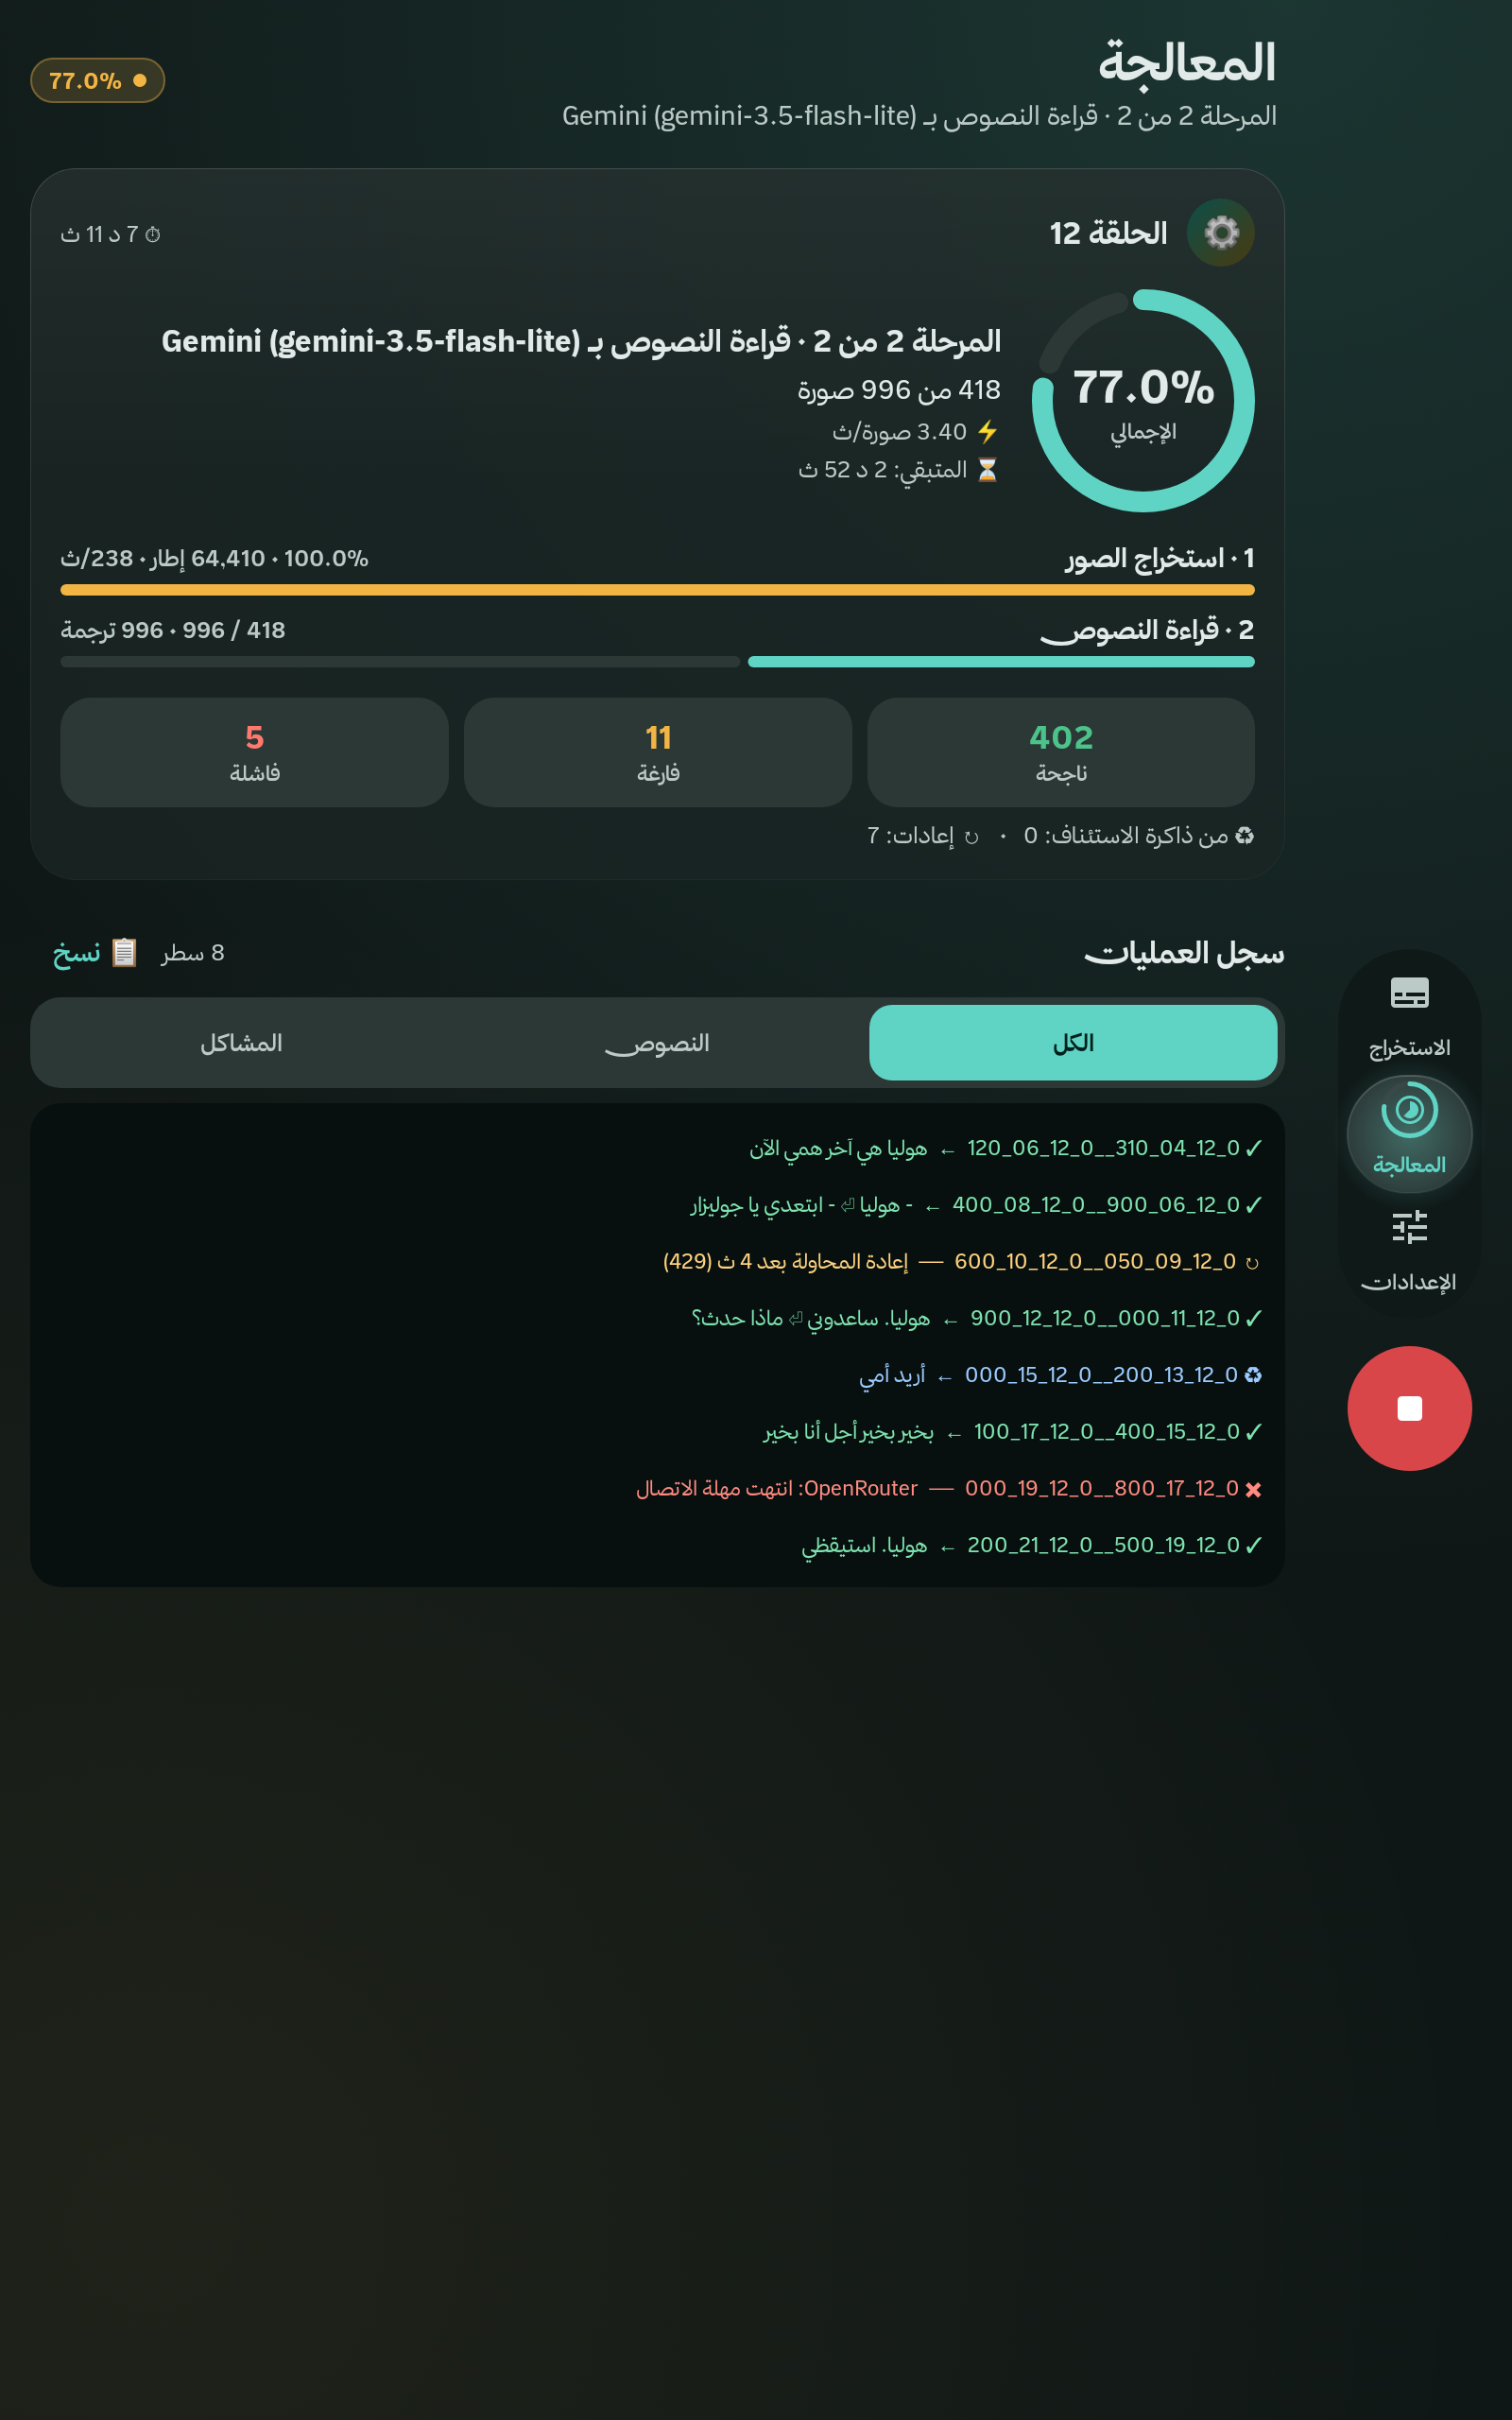 المعالجة
المرحلة 2 من 2 · قراءة النصوص بـ Gemini (gemini-3.5-flash-lite)
77.0%
الحلقة 12
⏱ 7 د 11 ث
77.0%
الإجمالي
المرحلة 2 من 2 · قراءة النصوص بـ Gemini (gemini-3.5-flash-lite)
418 من 996 صورة
⚡ 3.40 صورة/ث
⏳ المتبقي: 2 د 52 ث
1 · استخراج الصور
100.0% · 64,410 إطار · 238/ث
2 · قراءة النصوص
418 / 996 · 996 ترجمة
402
ناجحة
11
فارغة
5
فاشلة
♻ من ذاكرة الاستئناف: 0 · ↻ إعادات: 7
سجل العمليات
8 سطر
📋 نسخ
الكل
النصوص
المشاكل
✓ 0_12_04_310__0_12_06_120 ← هوليا هي آخر همي الآن
✓ 0_12_06_900__0_12_08_400 ← - هوليا ⏎ - ابتعدي يا جوليزار
↻ 0_12_09_050__0_12_10_600 — إعادة المحاولة بعد 4 ث (429)
✓ 0_12_11_000__0_12_12_900 ← هوليا. ساعدوني ⏎ ماذا حدث؟
♻ 0_12_13_200__0_12_15_000 ← أريد أمي
✓ 0_12_15_400__0_12_17_100 ← بخير بخير أجل أنا بخير
✖ 0_12_17_800__0_12_19_000 — OpenRouter: انتهت مهلة الاتصال
✓ 0_12_19_500__0_12_21_200 ← هوليا. استيقظي
الاستخراج
المعالجة
الإعدادات